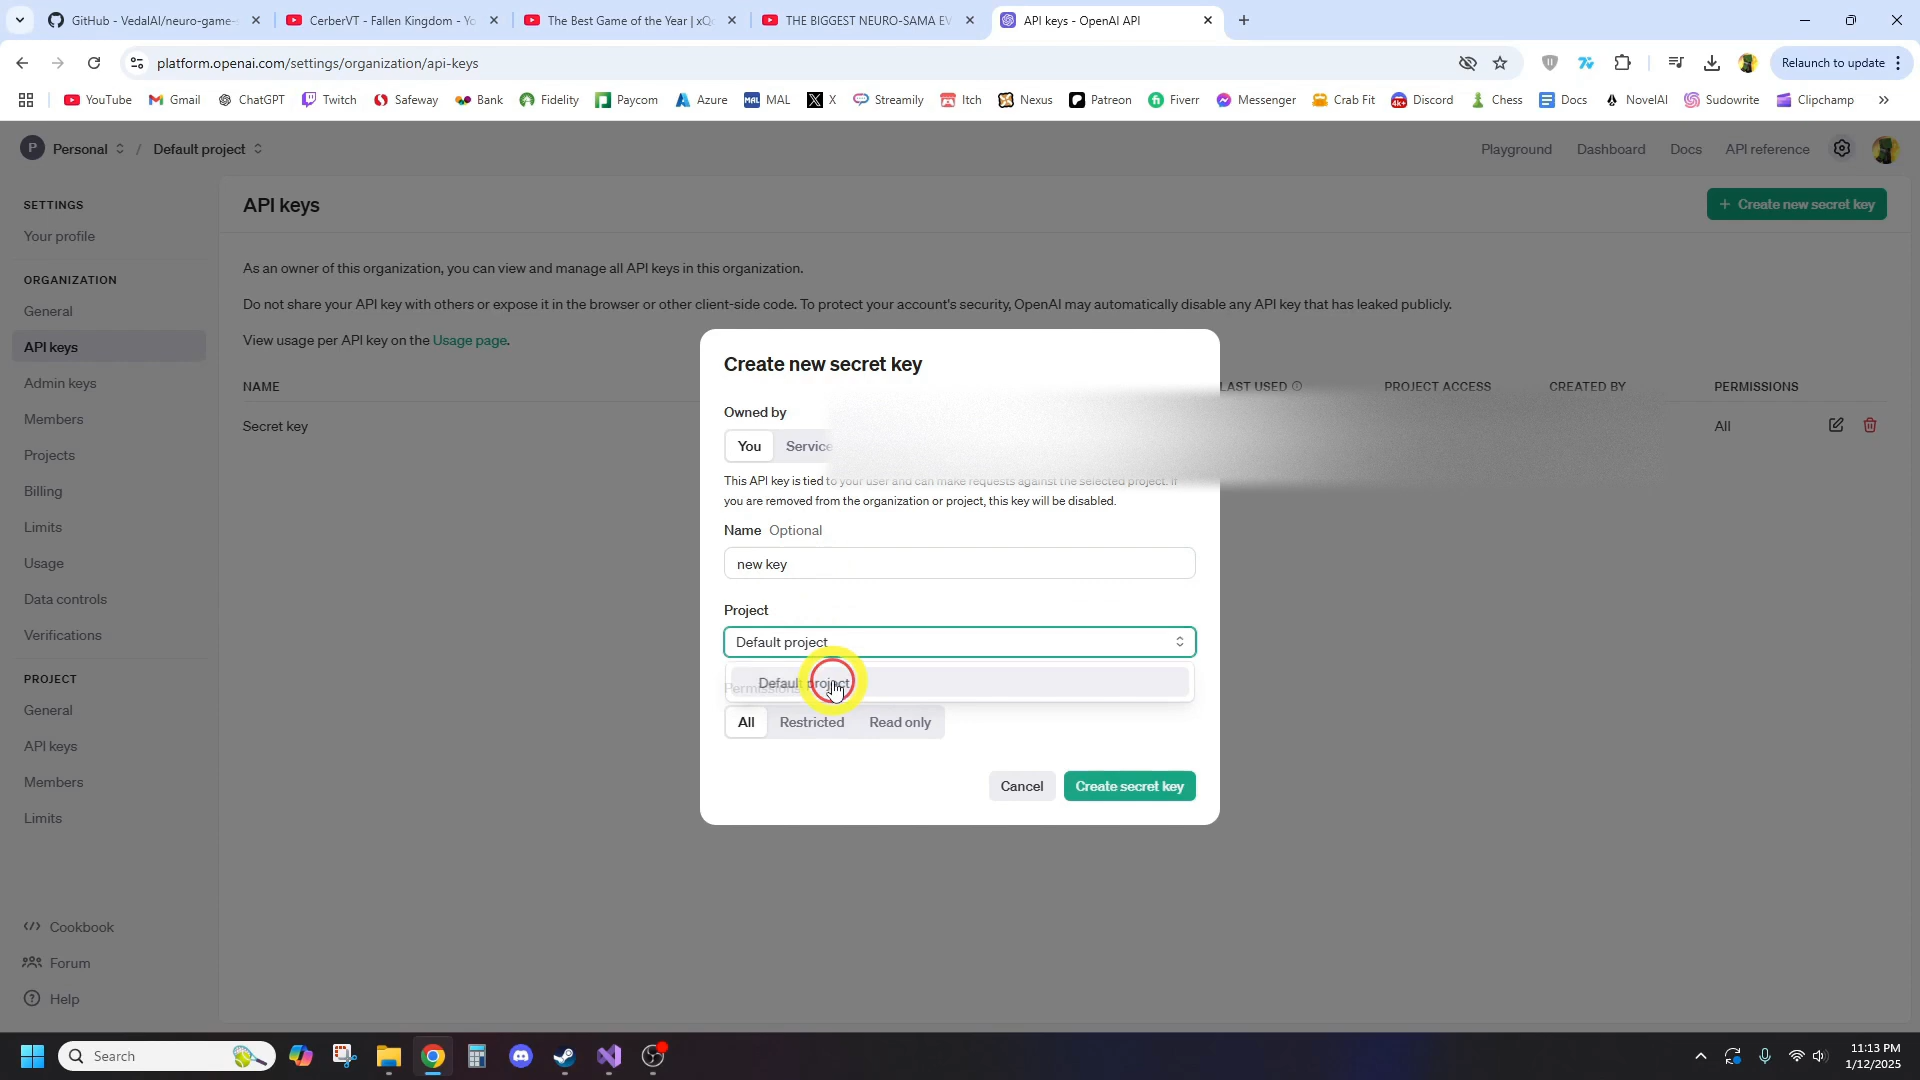 GitHub - VedalAI/neuro-game-
CerberVT - Fallen Kingdom - Yo
The Best Game of the Year | xQc
THE BIGGEST NEURO-SAMA EV
API keys - OpenAI API
platform.openai.com/settings/organization/api-keys
Relaunch to update
YouTube
Gmail
ChatGPT
Twitch
Safeway
Bank
Fidelity
Paycom
Azure
MAL
X
Streamily
Itch
Nexus
Patreon
Fiverr
Messenger
Crab Fit
Discord
Chess
Docs
NovelAI
Sudowrite
Clipchamp
P Personal / Default project
Playground
Dashboard
Docs
API reference
SETTINGS
Your profile
ORGANIZATION
General
API keys
Admin keys
Members
Projects
Billing
Limits
Usage
Data controls
Verifications
PROJECT
General
API keys
Members
Limits
Cookbook
Forum
Help
API keys
+ Create new secret key
As an owner of this organization, you can view and manage all API keys in this organization.
Do not share your API key with others or expose it in the browser or other client-side code. To protect your account's security, OpenAI may automatically disable any API key that has leaked publicly.
View usage per API key on the Usage page.
NAME
LAST USED
PROJECT ACCESS
CREATED BY
PERMISSIONS
Secret key
All
Create new secret key
Owned by
You
Service
This API key is tied to your user and can make requests against the selected project. If
you are removed from the organization or project, this key will be disabled.
Name Optional
new key
Project
Default project
Default project
Permissions
All
Restricted
Read only
Cancel
Create secret key
Search
11:13 PM
1/12/2025